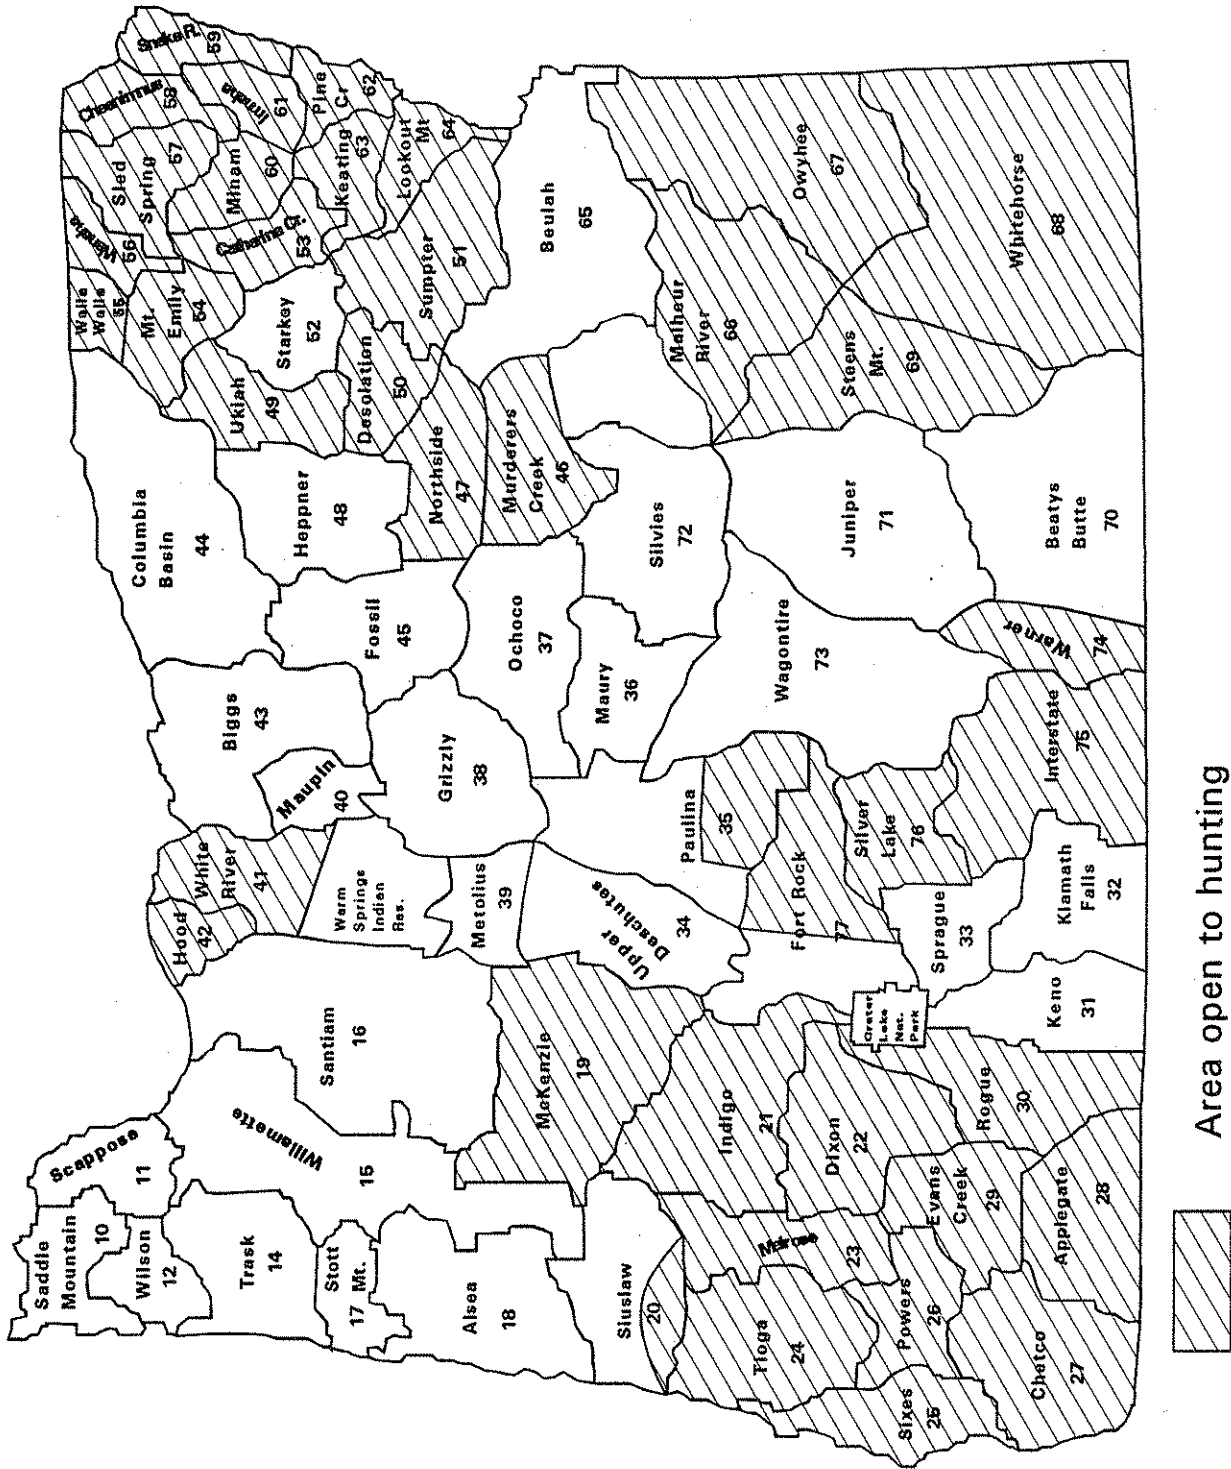 Saddle
Mountain
10
Scappose
11
Wilson
12
Trask
14
Willamette
15
Santiam
16
Stott
Mt.
17
Alsea
18
McKenzie
19
Siuslaw
20
Indigo
21
Dixon
22
Melrose
23
Tioga
24
Sixes
25
Powers
26
Chetco
27
Applegate
28
Evans
Creek
29
Rogue
30
Keno
31
Klamath
Falls
32
Sprague
33
Crater
Lake
Nat.
Park
Upper
Deschutes
34
Paulina
35
Maury
36
Ochoco
37
Grizzly
38
Metolius
39
Warm
Springs
Indian
Res.
Maupin
40
White
River
41
Hood
42
Biggs
43
Columbia
Basin
44
Fossil
45
Murderers
Creek
46
Northside
47
Heppner
48
Ukiah
49
Desolation
50
Sumpter
51
Starkey
52
Catherine Cr.
53
Mt.
Emily
54
Walla
Walla
55
Wenaha
56
Sled
Spring
57
Chesnimnus
58
Snake R.
59
Minam
60
Imnaha
61
Pine
Cr
62
Keating
63
Lookout
Mt
64
Beulah
65
Malheur
River
66
Owyhee
67
Whitehorse
68
Steens
Mt.
69
Beatys
Butte
70
Juniper
71
Silvies
72
Wagontire
73
Warner
74
Interstate
75
Silver
Lake
76
Fort Rock
77
Area open to hunting